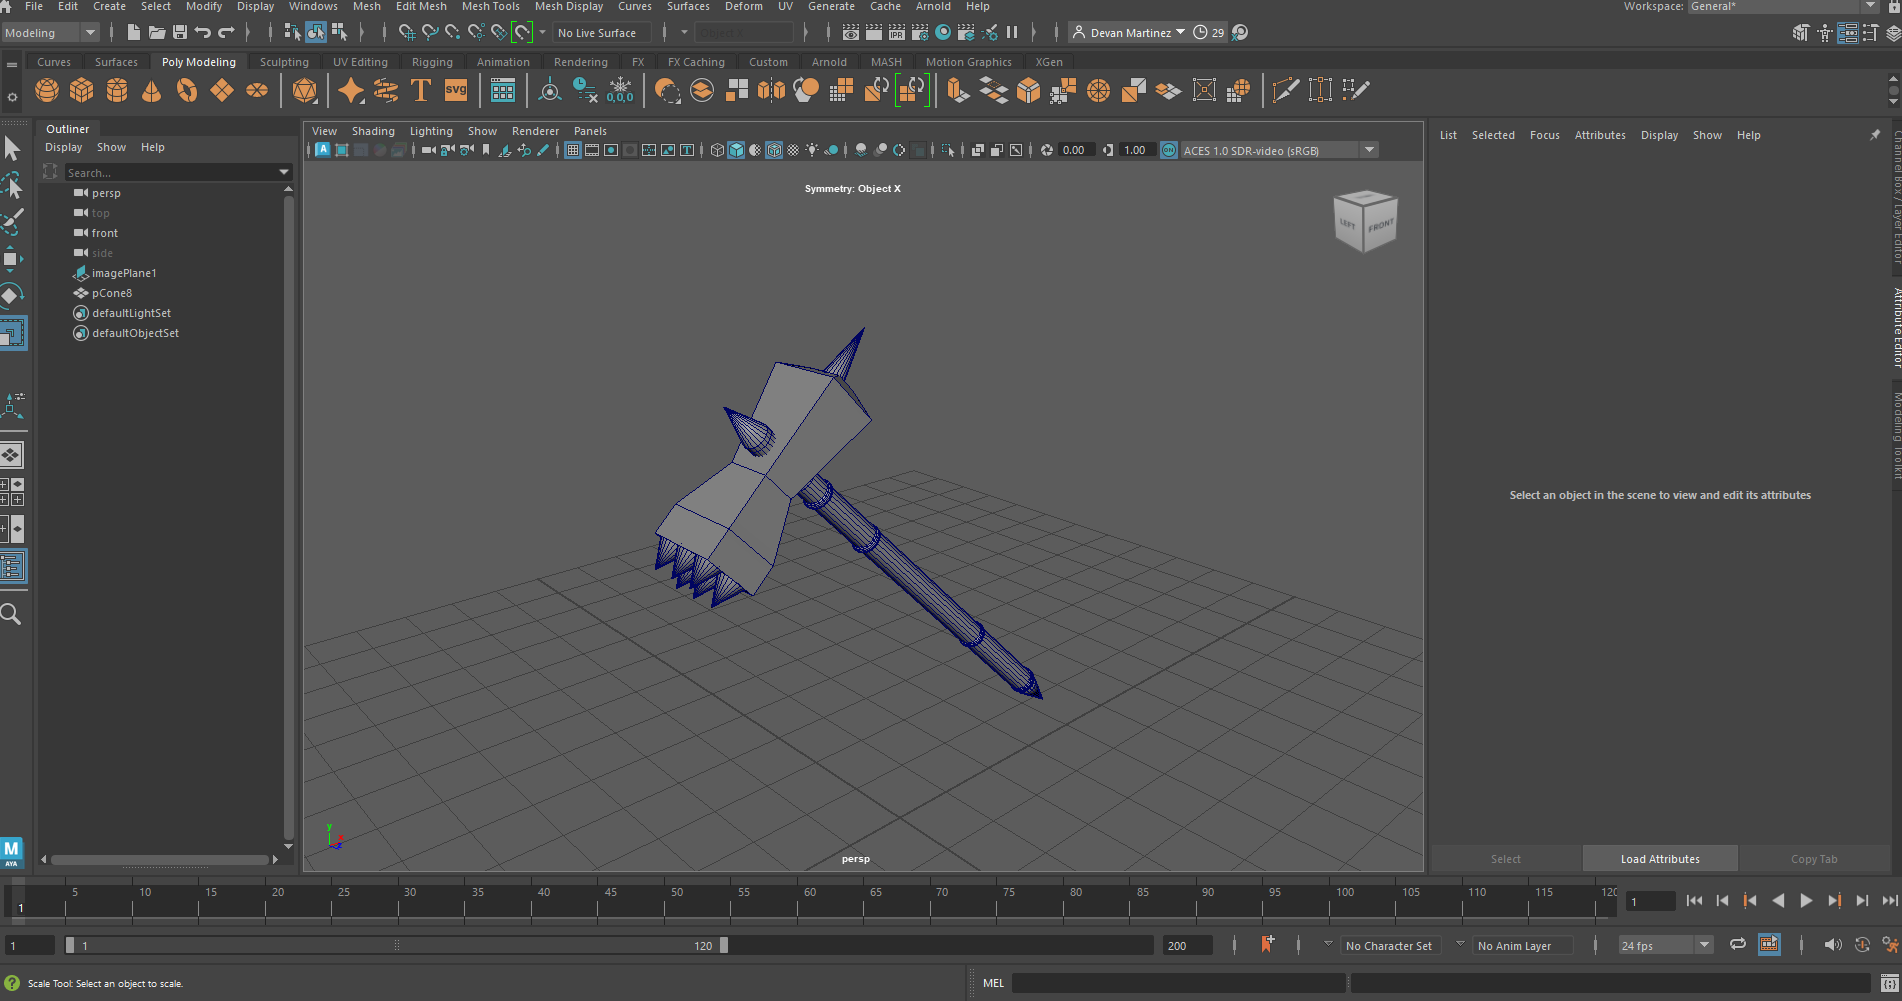 File Edit Create Select Modify Display Windows Mesh Edit Mesh Mesh Tools Mesh Display Curves Surfaces Deform UV Generate Cache Arnold Help Workspace: General*
Modeling No Live Surface Devan Martinez 29
Curves Surfaces Poly Modeling Sculpting UV Editing Rigging Animation Rendering FX FX Caching Custom Arnold MASH Motion Graphics XGen
T SVG 0,0,0
IPR
Outliner
Display Show Help
Search...
persp
top
front
side
imagePlane1
pCone8
defaultLightSet
defaultObjectSet
View Shading Lighting Show Renderer Panels
0.00 1.00 ON ACES 1.0 SDR-video (sRGB)
Symmetry: Object X
LEFT FRONT
y
x
z
persp
List Selected Focus Attributes Display Show Help
Select an object in the scene to view and edit its attributes
Select Load Attributes Copy Tab
Channel Box / Layer Editor
Attribute Editor
Modeling Toolkit
M
AYA
5 10 15 20 25 30 35 40 45 50 55 60 65 70 75 80 85 90 95 100 105 110 115 120
1
1
1 1 120 200 No Character Set No Anim Layer 24 fps
Scale Tool: Select an object to scale. MEL